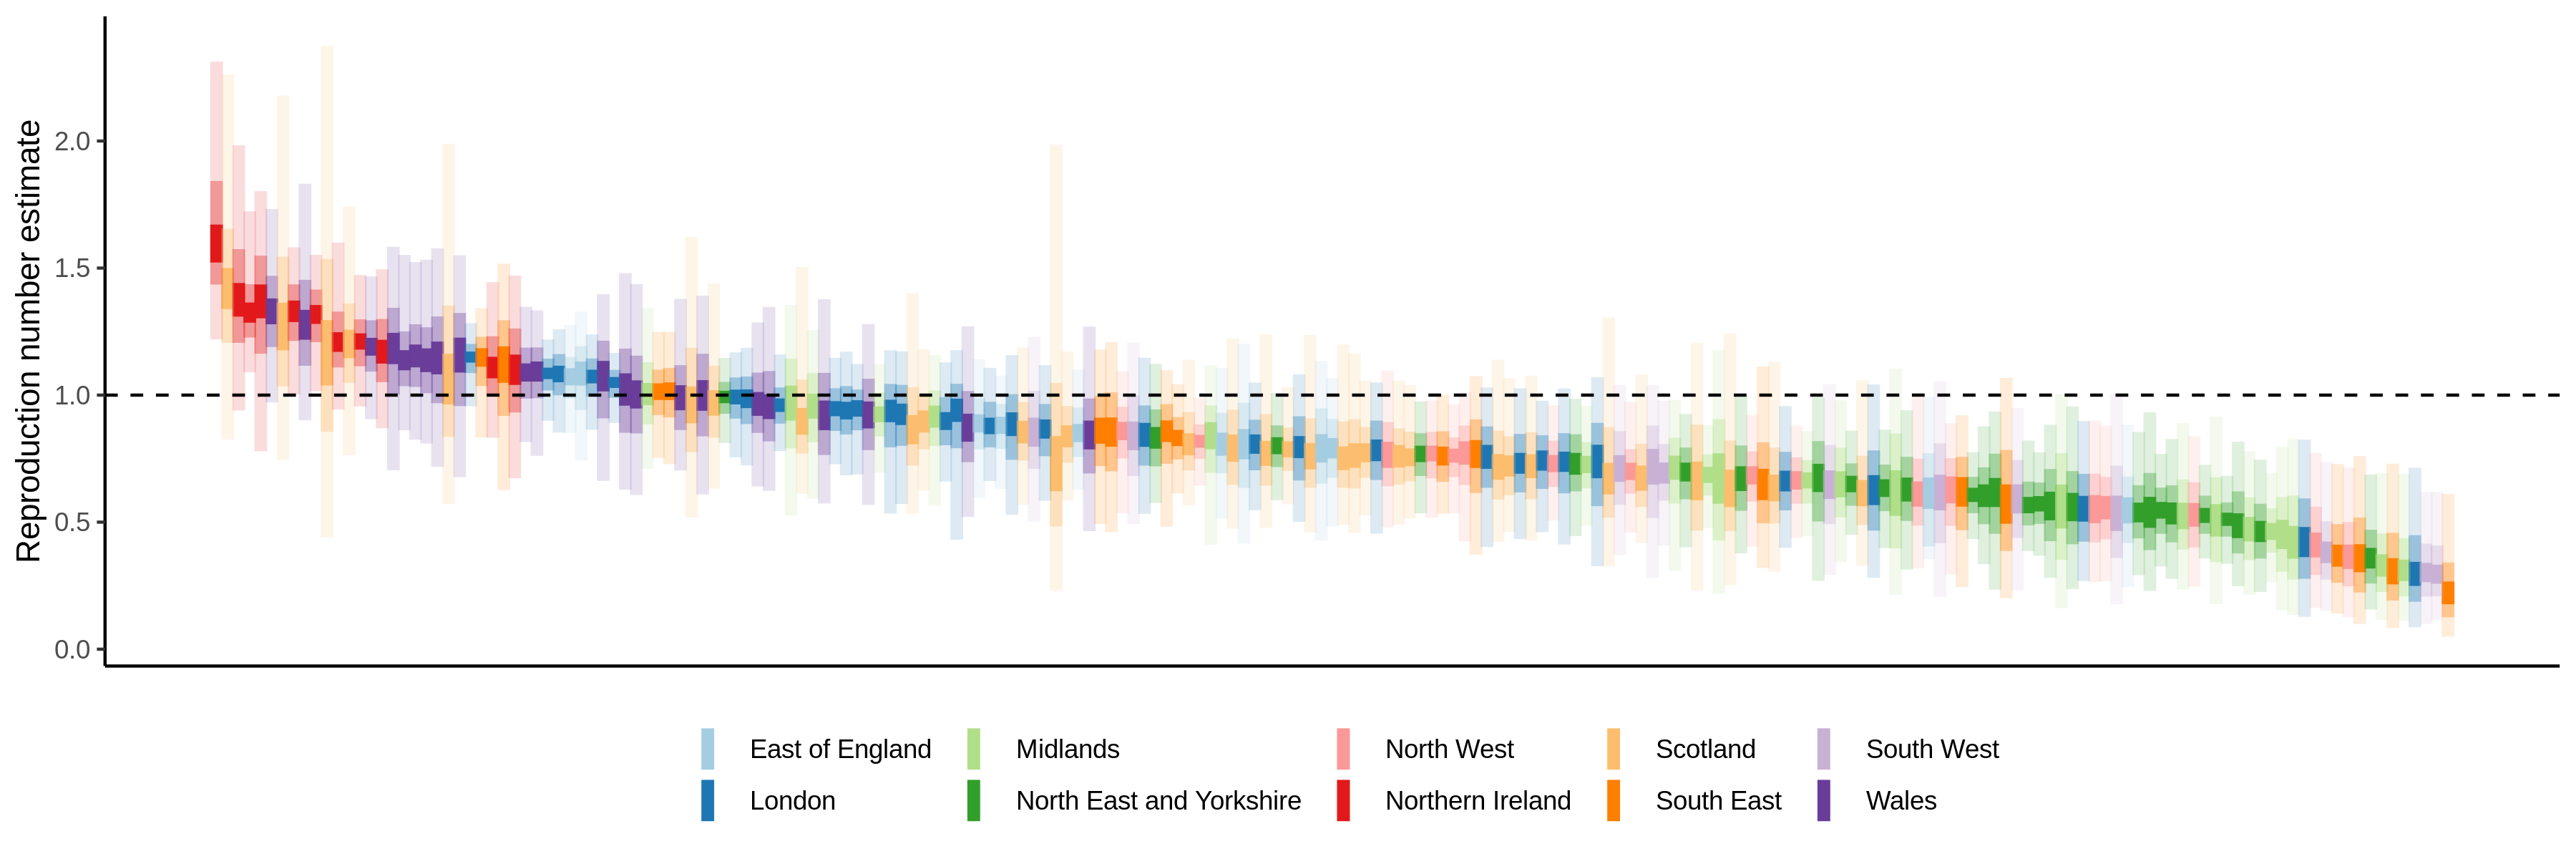 Reproduction number estimate
2.0
1.5
1.0
0.5
0.0
East of England Midlands North West Scotland South West
London North East and Yorkshire Northern Ireland South East Wales